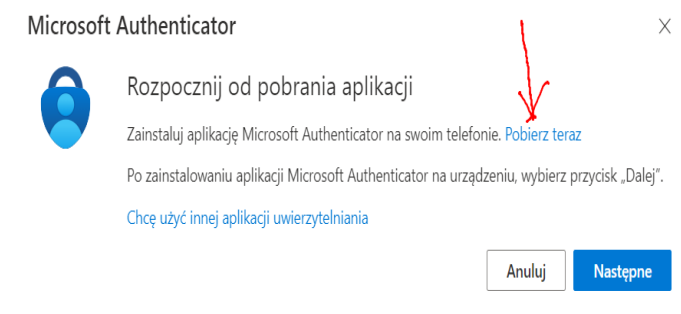 Microsoft Authenticator
Rozpocznij od pobrania aplikacji
Zainstaluj aplikację Microsoft Authenticator na swoim telefonie. Pobierz teraz
Po zainstalowaniu aplikacji Microsoft Authenticator na urządzeniu, wybierz przycisk „Dalej”.
Chcę użyć innej aplikacji uwierzytelniania
Anuluj Następne